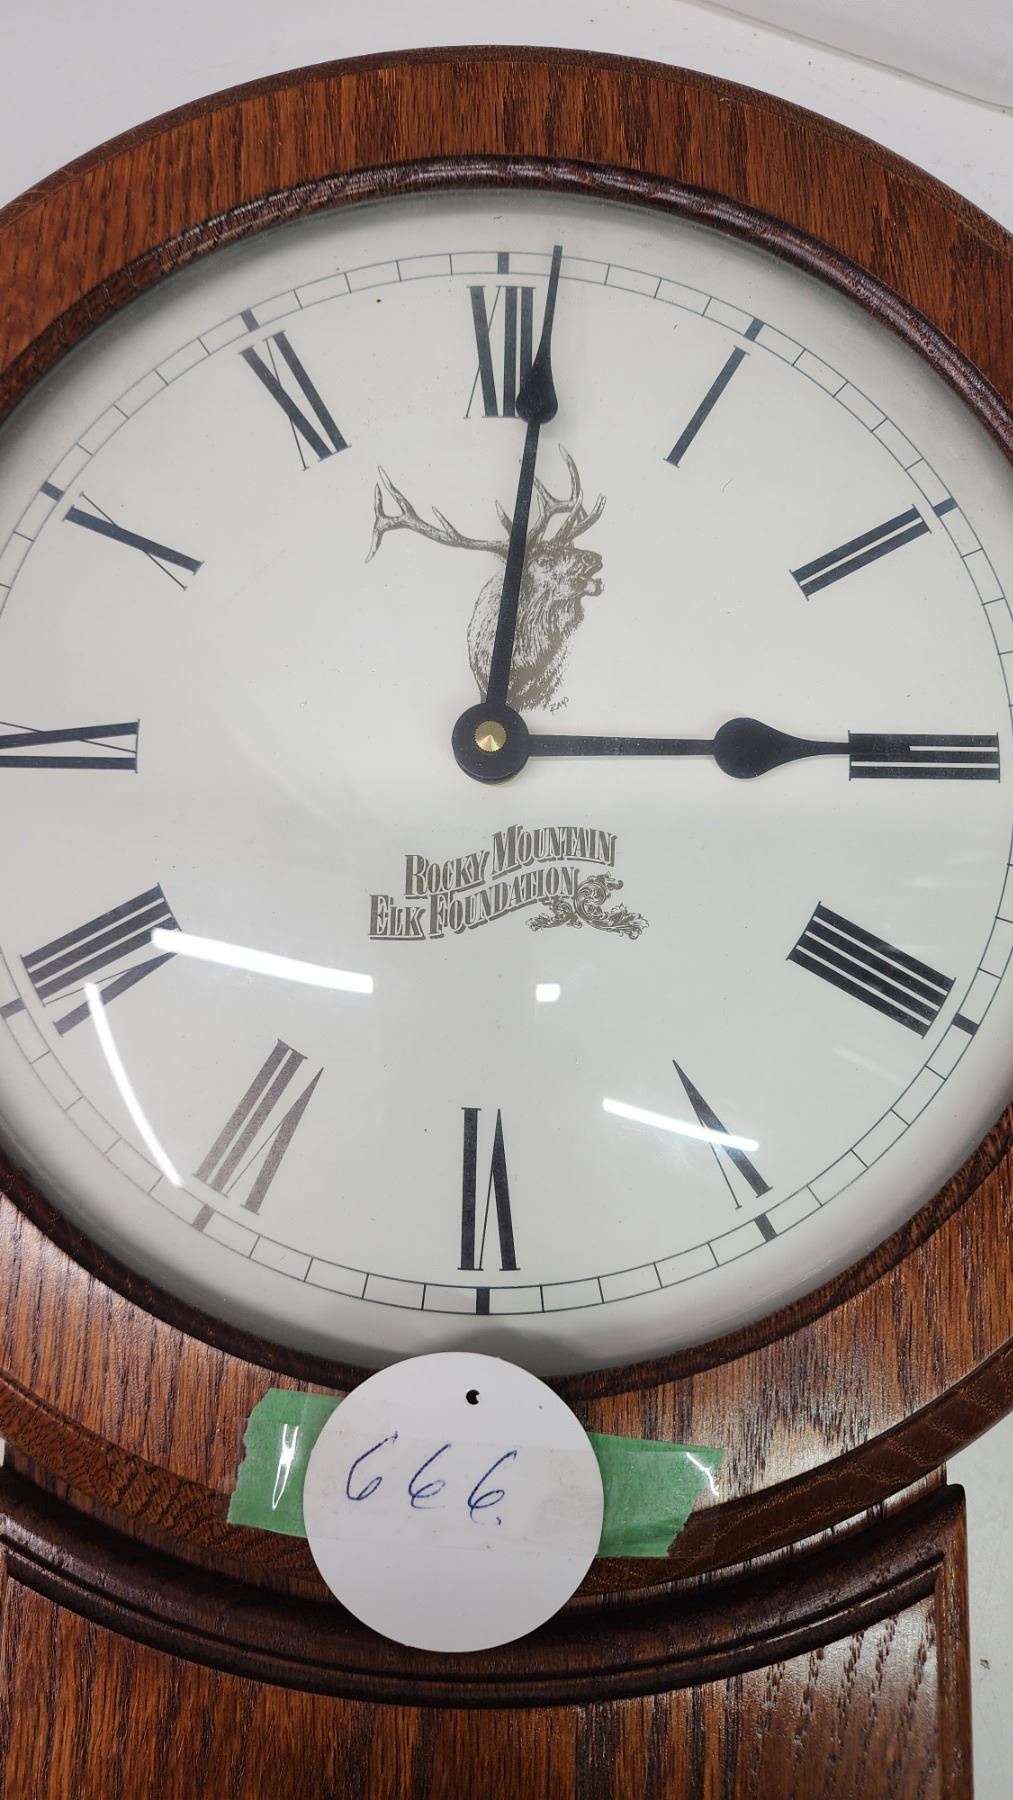 XII
XI
I
X
II
IX
III
ROCKY MOUNTAIN
ELK FOUNDATION
VIII
IIII
VII
V
VI
666